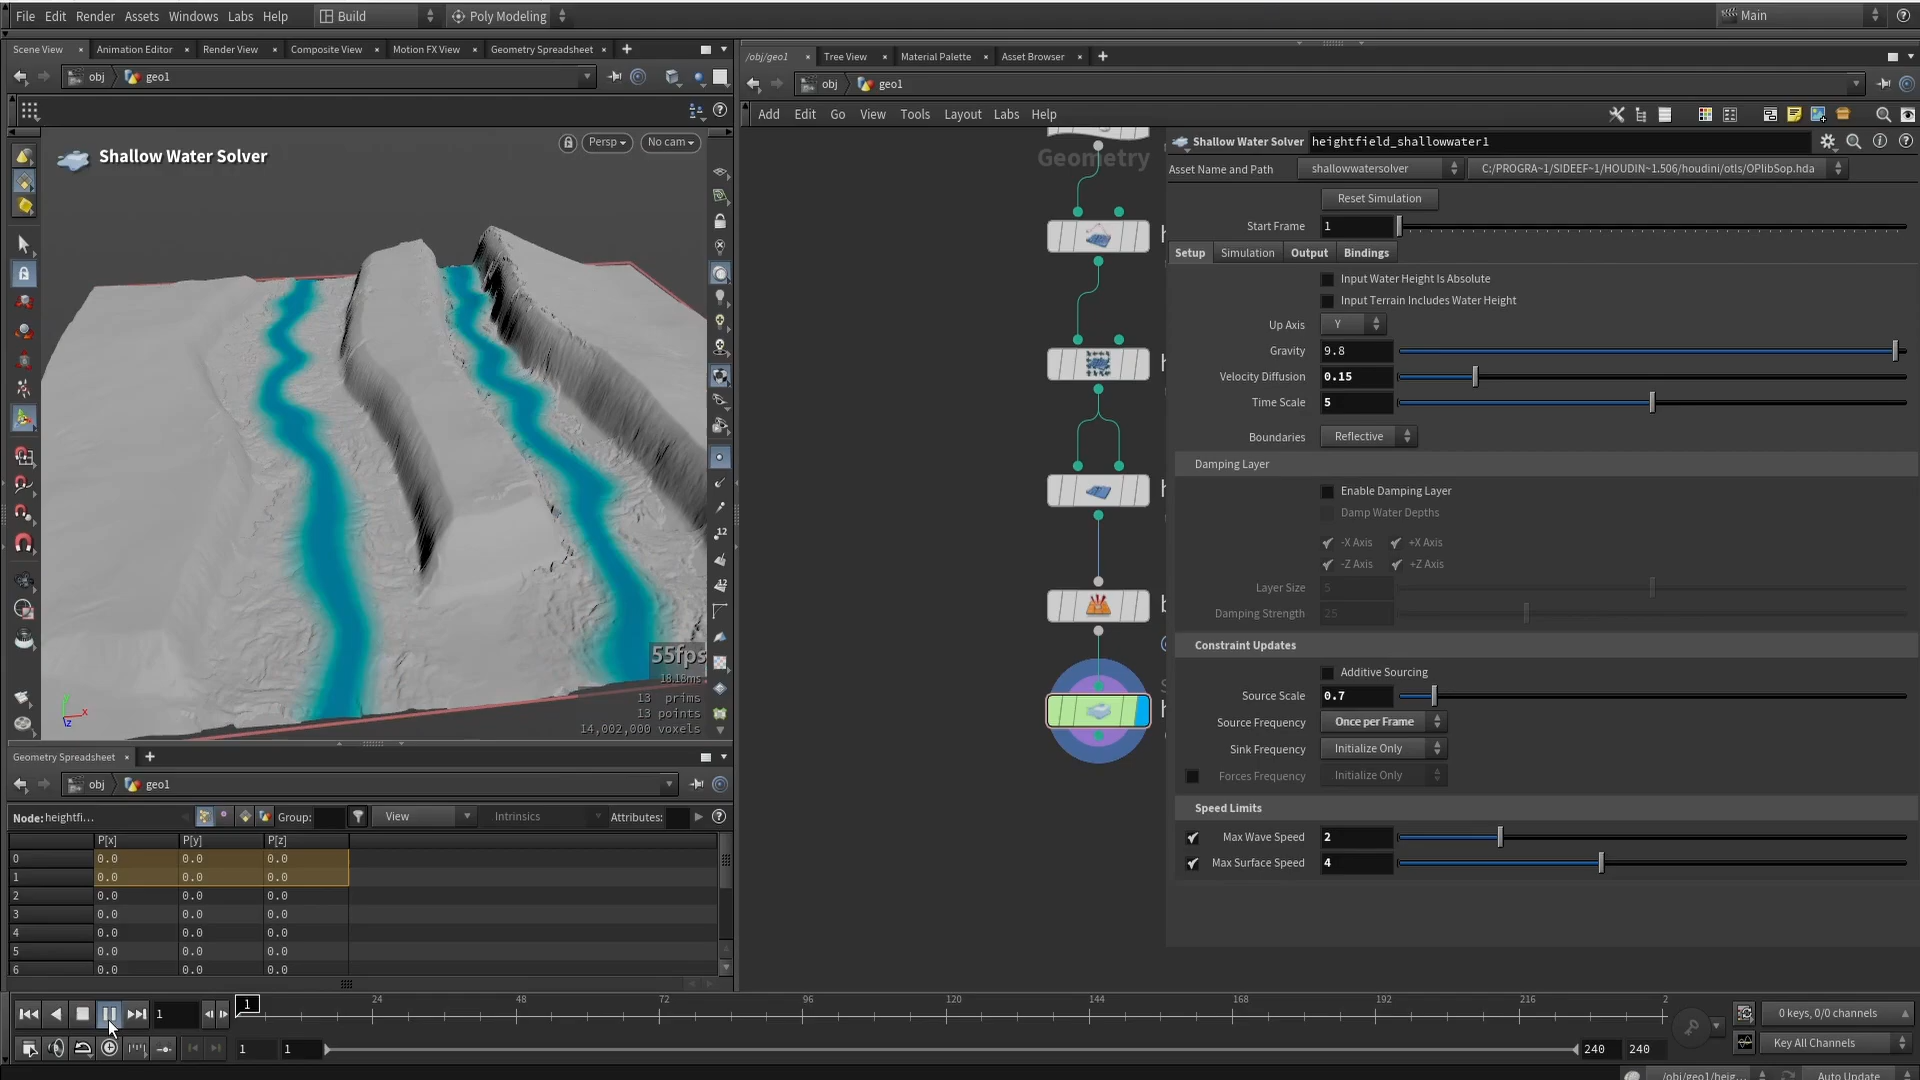 File Edit Render Assets Windows Labs Help Build Poly Modeling Main
Scene View Animation Editor Render View Composite View Motion FX View Geometry Spreadsheet
obj geo1
Shallow Water Solver
Persp No cam
55fps
18.18ms
13 prims
13 points
14,002,000 voxels
Y X Z
12
12
Geometry Spreadsheet
obj geo1
Node: heightfi... Group: View Intrinsics Attributes:
P[x] P[y] P[z]
0 0.0 0.0 0.0
1 0.0 0.0 0.0
2 0.0 0.0 0.0
3 0.0 0.0 0.0
4 0.0 0.0 0.0
5 0.0 0.0 0.0
6 0.0 0.0 0.0
/obj/geo1 Tree View Material Palette Asset Browser
obj geo1
Add Edit Go View Tools Layout Labs Help
Geometry
Shallow Water Solver heightfield_shallowwater1
Asset Name and Path shallowwatersolver C:/PROGRA~1/SIDEEF~1/HOUDIN~1.506/houdini/otls/OPlibSop.hda
Reset Simulation
Start Frame 1
Setup Simulation Output Bindings
Input Water Height Is Absolute
Input Terrain Includes Water Height
Up Axis Y
Gravity 9.8
Velocity Diffusion 0.15
Time Scale 5
Boundaries Reflective
Damping Layer
Enable Damping Layer
Damp Water Depths
-X Axis +X Axis
-Z Axis +Z Axis
Layer Size 5
Damping Strength 25
Constraint Updates
Additive Sourcing
Source Scale 0.7
Source Frequency Once per Frame
Sink Frequency Initialize Only
Forces Frequency Initialize Only
Speed Limits
Max Wave Speed 2
Max Surface Speed 4
1 1 24 48 72 96 120 144 168 192 216 2
0 keys, 0/0 channels
1 1 240 240 Key All Channels
/obj/geo1/heig... Auto Update